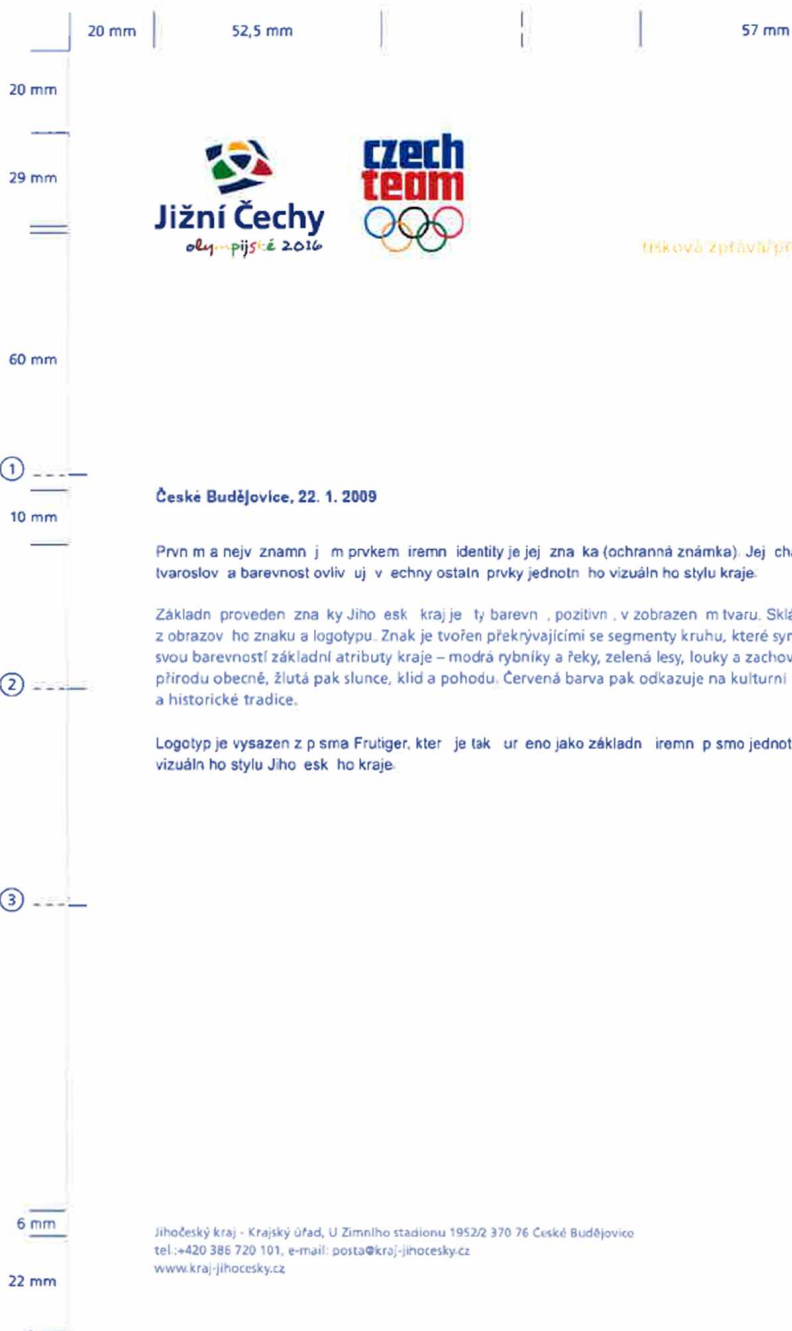 20 mm 52,5 mm 57 mm
20 mm
29 mm
czech
team
Jižní Čechy
olympijské 2016
tisková zpráva/
60 mm
1
České Budějovice, 22. 1. 2009
10 mm
Prvn m a nejv znamn j m prvkem iremn identity je jej zna ka (ochranná známka). Jej
tvaroslov a barevnost ovliv uj v echny ostatn prvky jednotn ho vizuáln ho stylu kraje.
Základn proveden zna ky Jiho esk kraj je ty barevn , pozitivn , v zobrazen m tvaru.
z obrazov ho znaku a logotypu. Znak je tvořen překrývajícími se segmenty kruhu, které
svou barevností základní atributy kraje – modrá rybníky a řeky, zelená lesy, louky a
2
přírodu obecně, žlutá pak slunce, klid a pohodu. Červená barva pak odkazuje na kulturní
a historické tradice.
Logotyp je vysazen z p sma Frutiger, kter je tak ur eno jako základn iremn p smo
vizuáln ho stylu Jiho esk ho kraje.
3
6 mm
Jihočeský kraj - Krajský úřad, U Zimního stadionu 1952/2 370 76 České Budějovice
tel.:+420 386 720 101, e-mail: posta@kraj-jihocesky.cz
www.kraj-jihocesky.cz
22 mm